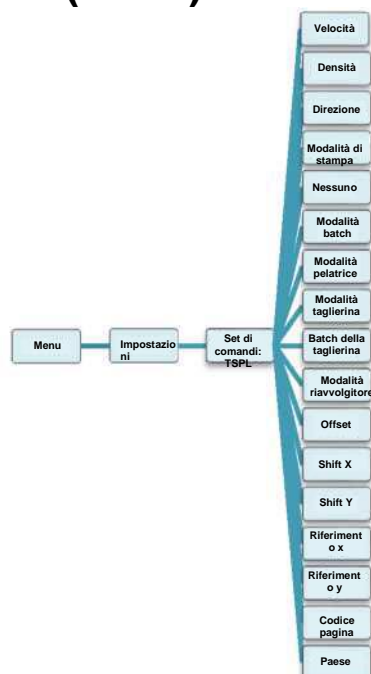 Velocità
Densità
Direzione
Modalità di
stampa
Nessuno
Modalità
batch
Modalità
pelatrice
Modalità
taglierina
Menu
Impostazio
ni
Set di
comandi:
TSPL
Batch della
taglierina
Modalità
riavvolgitore
Offset
Shift X
Shift Y
Riferiment
o x
Riferiment
o y
Codice
pagina
Paese